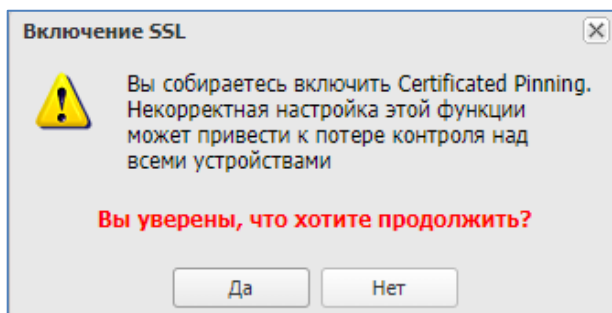 Включение SSL
Вы собираетесь включить Certificated Pinning.
Некорректная настройка этой функции
может привести к потере контроля над
всеми устройствами
Вы уверены, что хотите продолжить?
Да
Нет